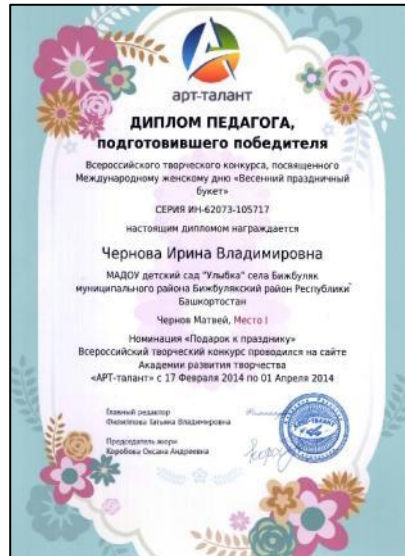 арт-талант
ДИПЛОМ ПЕДАГОГА,
подготовившего победителя
Всероссийского творческого конкурса, посвященного
Международному женскому дню «Весенний праздничный
букет»
СЕРИЯ ИН-62073-105717
настоящим дипломом награждается
Чернова Ирина Владимировна
МАДОУ детский сад "Улыбка" села Бижбуляк
муниципального района Бижбулякский район Республики
Башкортостан
Чернов Матвей, Место I
Номинация «Подарок к празднику»
Всероссийский творческий конкурс проводился на сайте
Академии развития творчества
«АРТ-талант» с 17 Февраля 2014 по 01 Апреля 2014
Главный редактор
Филиппова Татьяна Владимировна
Председатель жюри
Коробова Оксана Андреевна